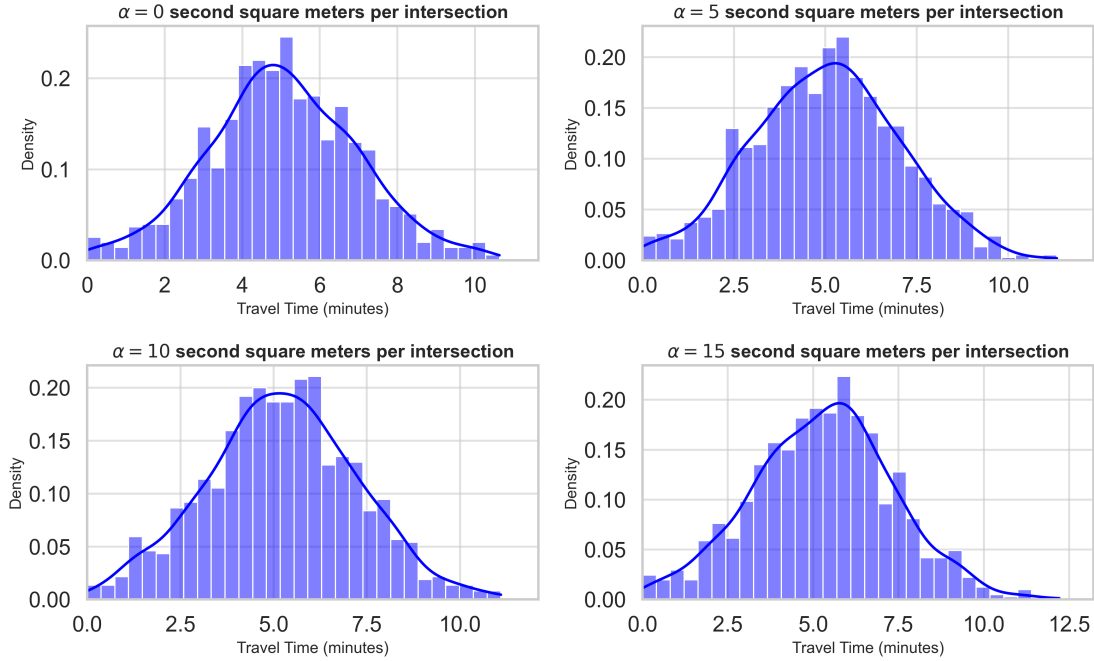 α = 0 second square meters per intersection
Density
0.2
0.1
0.0
0 2 4 6 8 10
Travel Time (minutes)
α = 5 second square meters per intersection
Density
0.20
0.15
0.10
0.05
0.00
0.0 2.5 5.0 7.5 10.0
Travel Time (minutes)
α = 10 second square meters per intersection
Density
0.20
0.15
0.10
0.05
0.00
0.0 2.5 5.0 7.5 10.0
Travel Time (minutes)
α = 15 second square meters per intersection
Density
0.20
0.15
0.10
0.05
0.00
0.0 2.5 5.0 7.5 10.0 12.5
Travel Time (minutes)